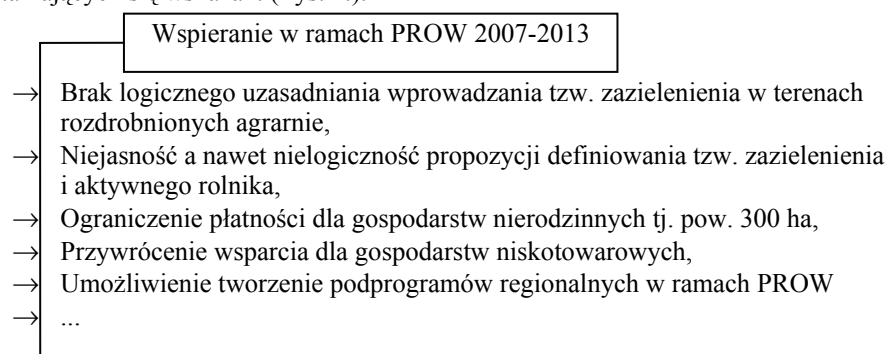 Wspieranie w ramach PROW 2007-2013
→ Brak logicznego uzasadniania wprowadzania tzw. zazielenienia w terenach
rozdrobnionych agrarnie,
→ Niejasność a nawet nielogiczność propozycji definiowania tzw. zazielenienia
i aktywnego rolnika,
→ Ograniczenie płatności dla gospodarstw nierodzinnych tj. pow. 300 ha,
→ Przywrócenie wsparcia dla gospodarstw niskotowarowych,
→ Umożliwienie tworzenie podprogramów regionalnych w ramach PROW
→ ...